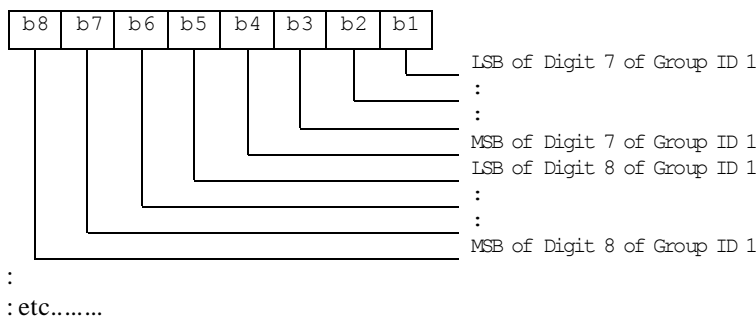 b8 b7 b6 b5 b4 b3 b2 b1
LSB of Digit 7 of Group ID 1
:
:
MSB of Digit 7 of Group ID 1
LSB of Digit 8 of Group ID 1
:
:
MSB of Digit 8 of Group ID 1
:
: etc........